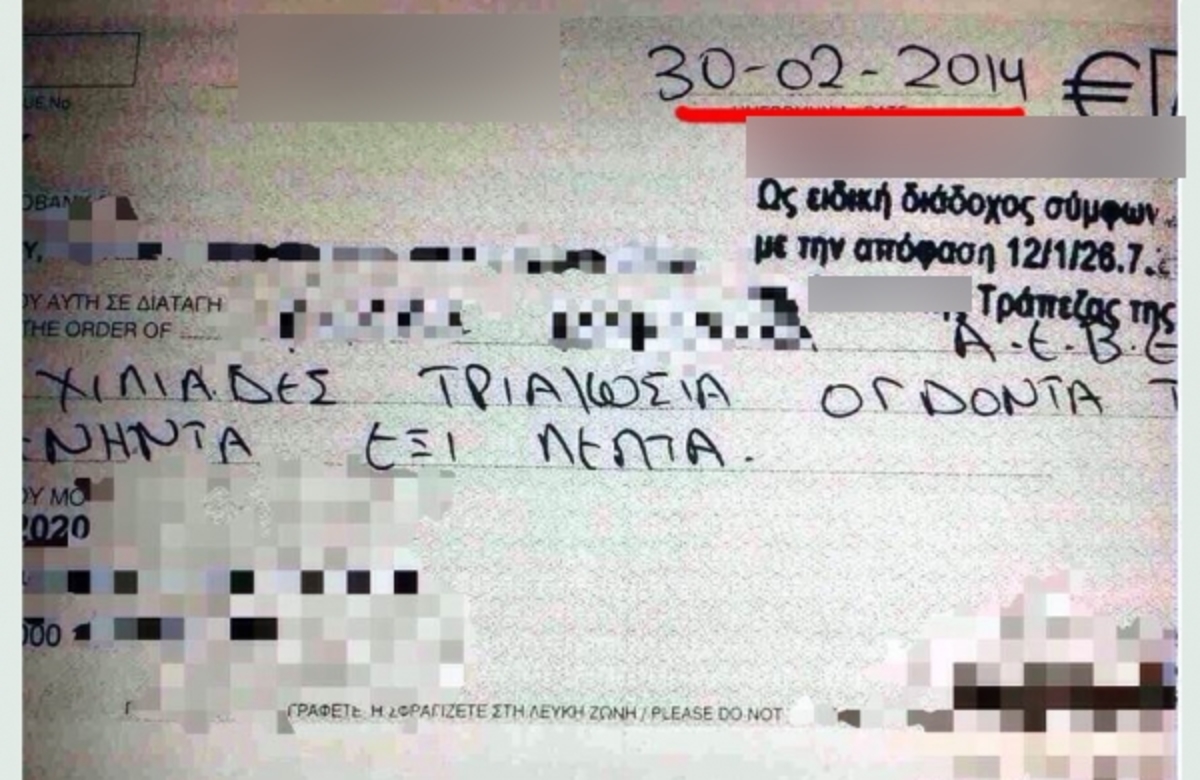 30-02-2014 €
UE.No
Ως ειδική διάδοχος σύμφων
με την απόφαση 12/1/26.7.
Τράπεζας της
ΟΥ ΑΥΤΗ ΣΕ ΔΙΑΤΑΓΗ
THE ORDER OF ......
Α.Ε.Β.Ε
ΧΙΛΙΑΔΕΣ ΤΡΙΑΚΩΣΙΑ ΟΓΔΟΝΤΑ Τ
ΕΝΗΝΤΑ ΕΞΙ ΛΕΠΤΑ.
ΟΥ ΜΟ
2020
000
ΓΡΑΦΕΤΕ Η ΣΦΡΑΓΙΖΕΤΕ ΣΤΗ ΛΕΥΚΗ ΖΩΝΗ / PLEASE DO NOT